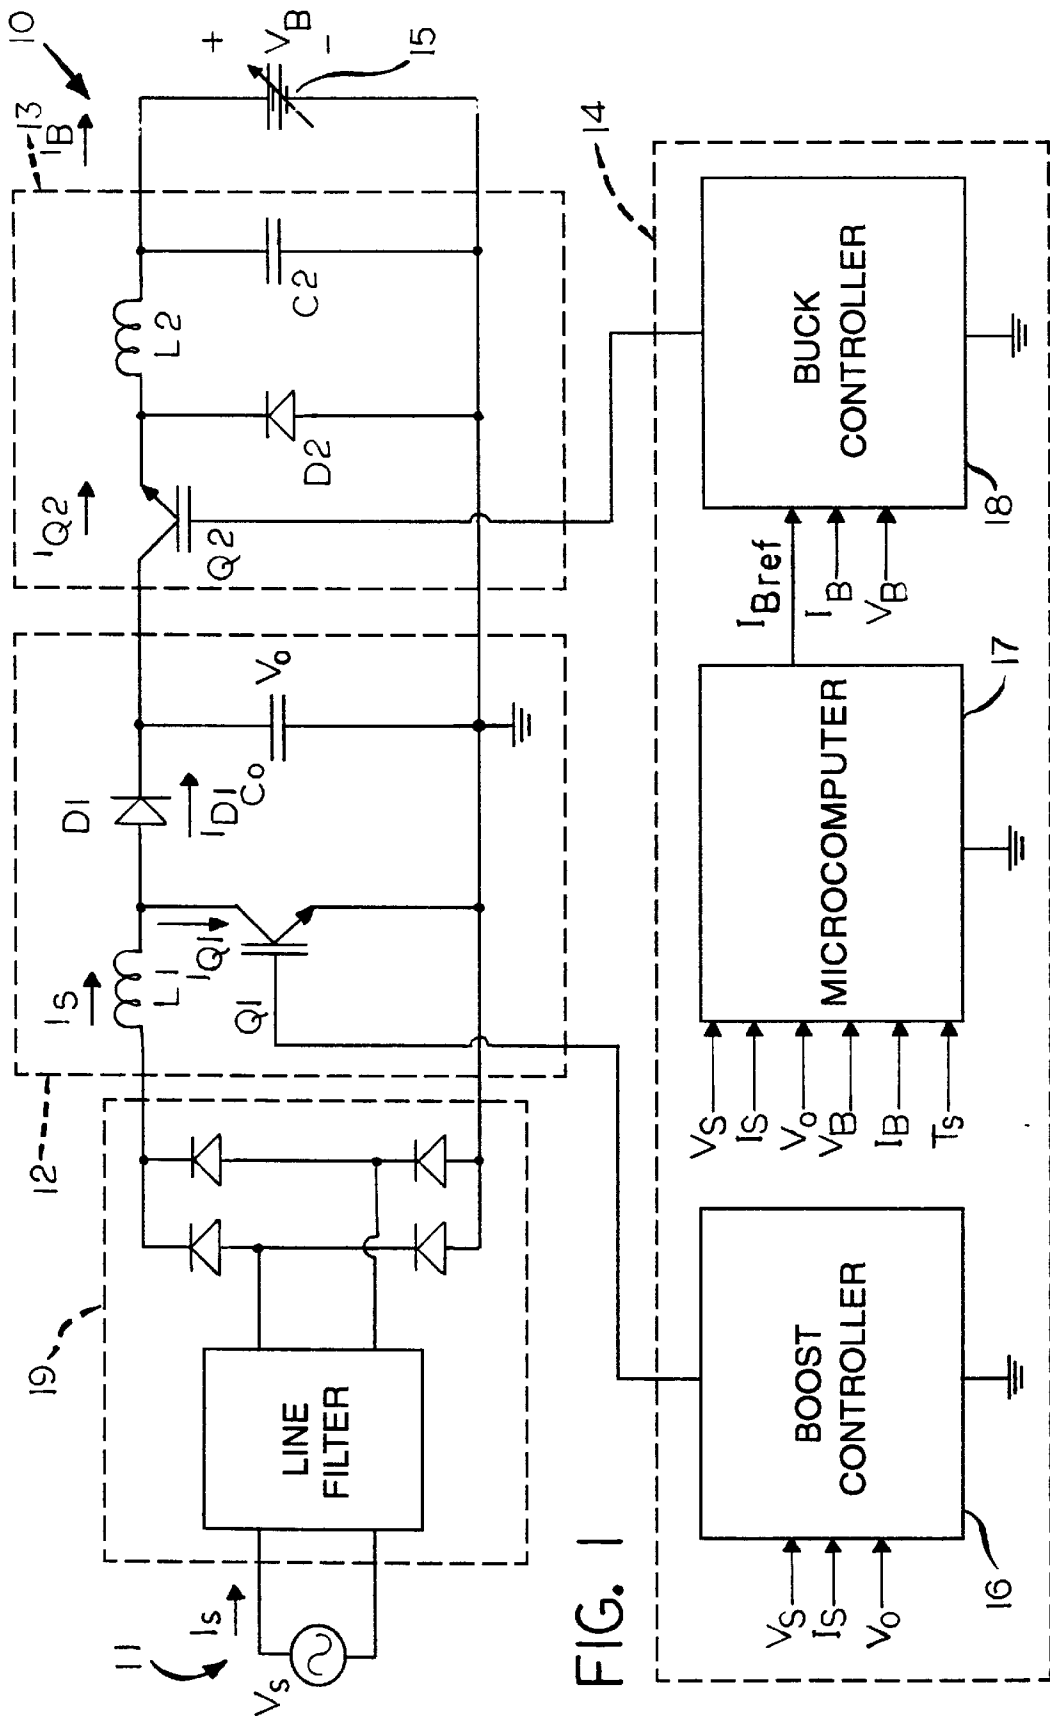 10
13
I_B
+
V_B
−
15
I_Q2
Q2
L2
C2
D2
12
I_S
L1
I_Q1
Q1
D1
I_D1
C_O
V_O
19
LINE
FILTER
11
I_S
V_S
FIG. 1
14
V_S
I_S
V_O
BOOST
CONTROLLER
16
V_S
I_S
V_O
V_B
I_B
T_S
MICROCOMPUTER
17
I_Bref
I_B
V_B
BUCK
CONTROLLER
18